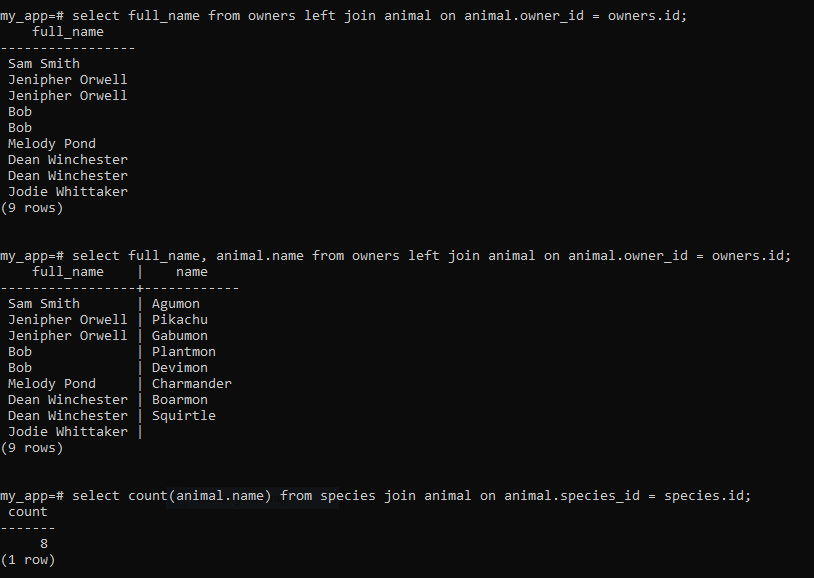 my_app=# select full_name from owners left join animal on animal.owner_id = owners.id;
    full_name
-----------------
 Sam Smith
 Jenipher Orwell
 Jenipher Orwell
 Bob
 Bob
 Melody Pond
 Dean Winchester
 Dean Winchester
 Jodie Whittaker
(9 rows)

my_app=# select full_name, animal.name from owners left join animal on animal.owner_id = owners.id;
    full_name    |    name
-----------------+------------
 Sam Smith       | Agumon
 Jenipher Orwell | Pikachu
 Jenipher Orwell | Gabumon
 Bob             | Plantmon
 Bob             | Devimon
 Melody Pond     | Charmander
 Dean Winchester | Boarmon
 Dean Winchester | Squirtle
 Jodie Whittaker |
(9 rows)

my_app=# select count(animal.name) from species join animal on animal.species_id = species.id;
 count
-------
     8
(1 row)